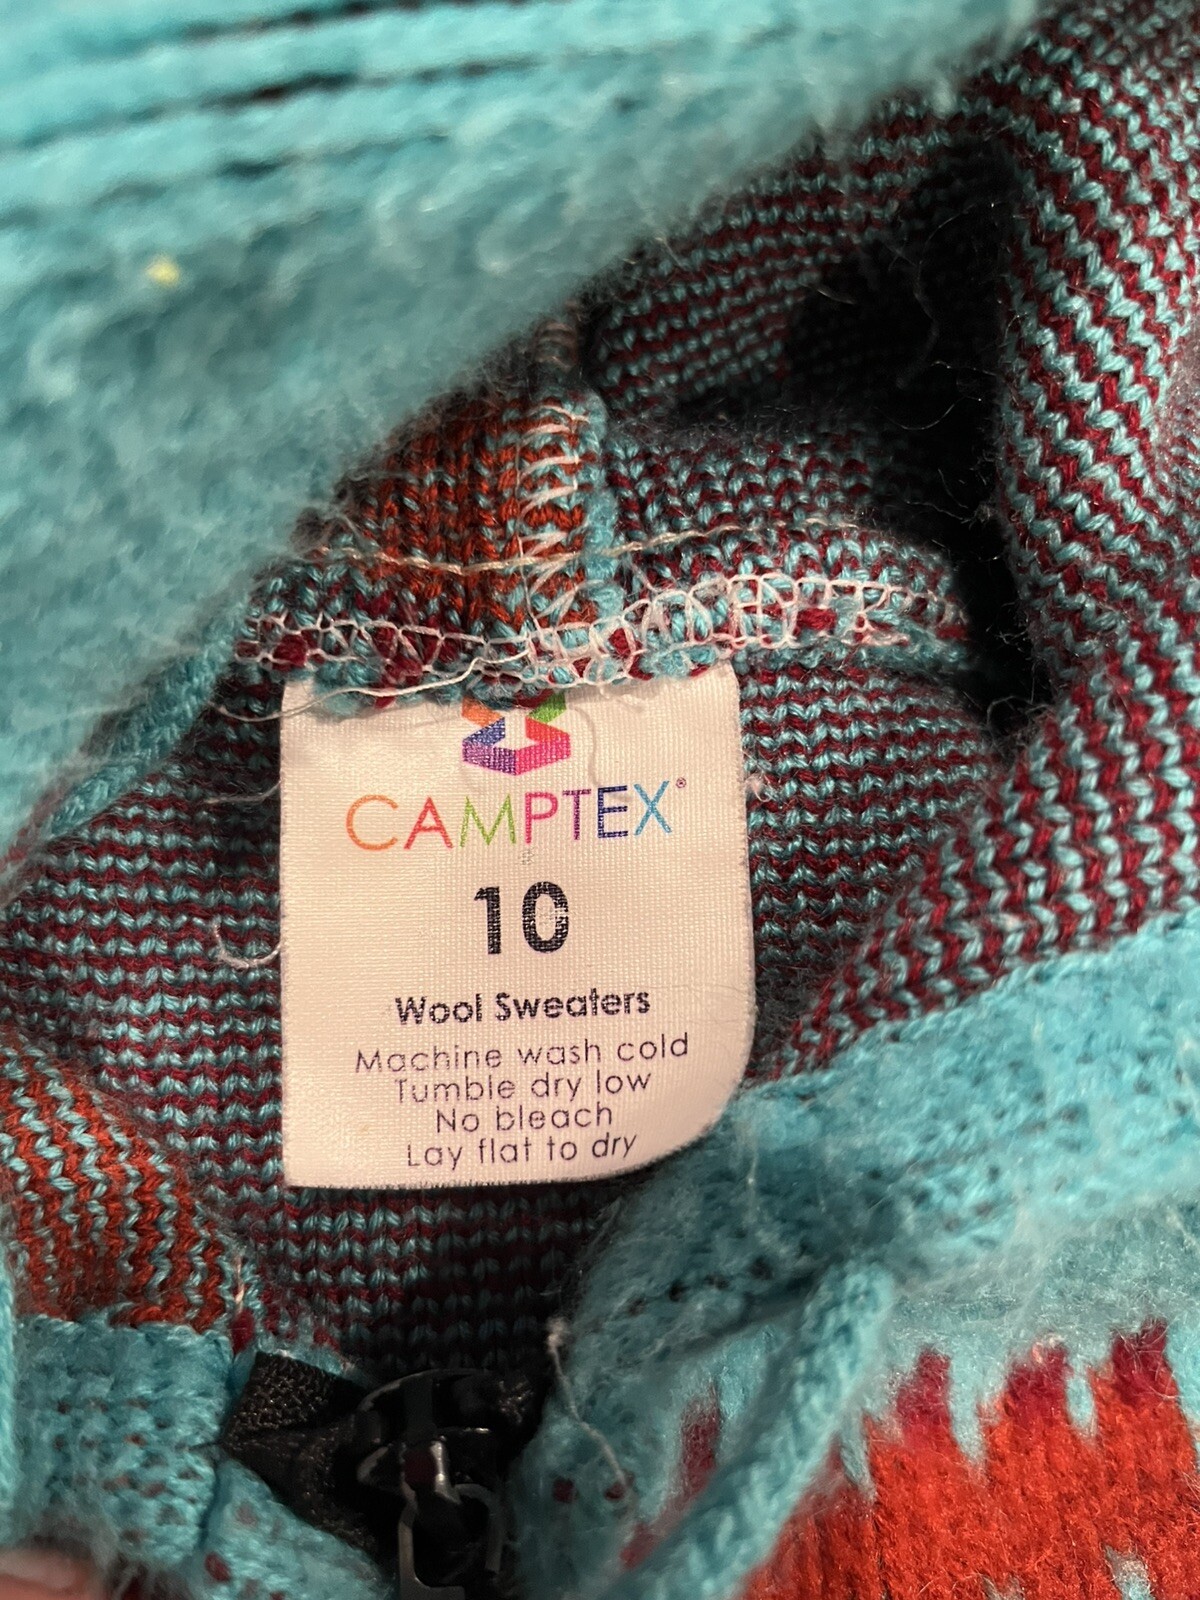 CAMPTEX®
10
Wool Sweaters
Machine wash cold
Tumble dry low
No bleach
Lay flat to dry